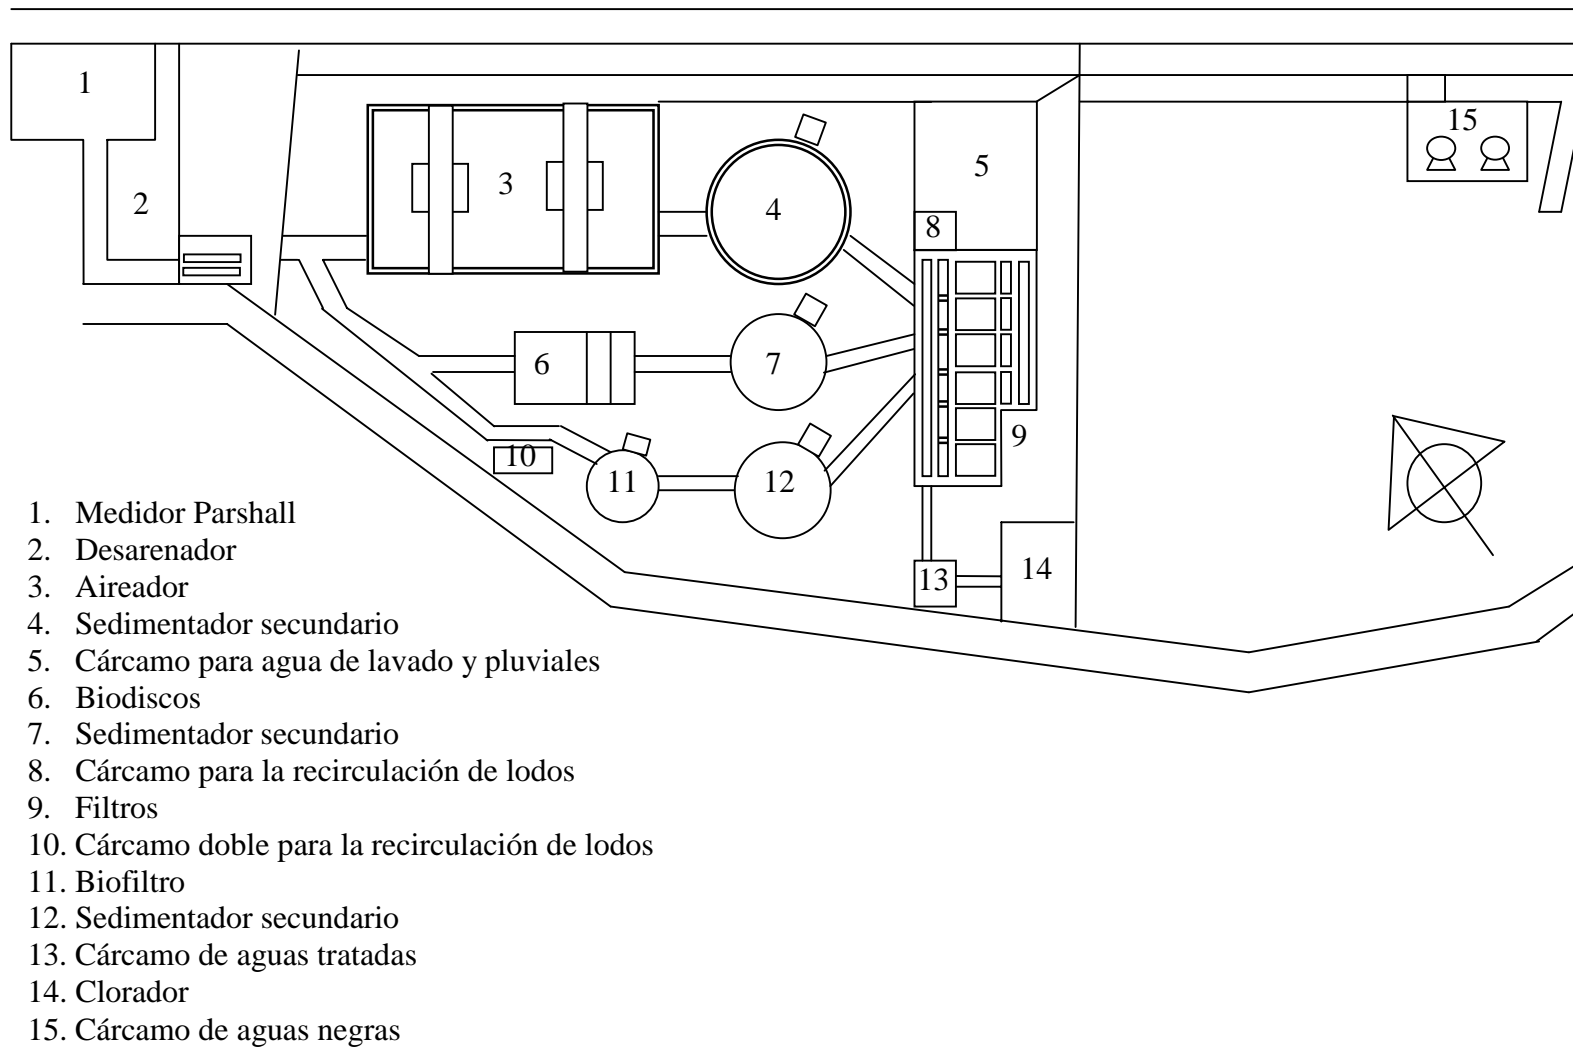 1
15
5
3
2
4
8
6
7
9
10
11
12
13
14
1. Medidor Parshall
2. Desarenador
3. Aireador
4. Sedimentador secundario
5. Cárcamo para agua de lavado y pluviales
6. Biodiscos
7. Sedimentador secundario
8. Cárcamo para la recirculación de lodos
9. Filtros
10. Cárcamo doble para la recirculación de lodos
11. Biofiltro
12. Sedimentador secundario
13. Cárcamo de aguas tratadas
14. Clorador
15. Cárcamo de aguas negras